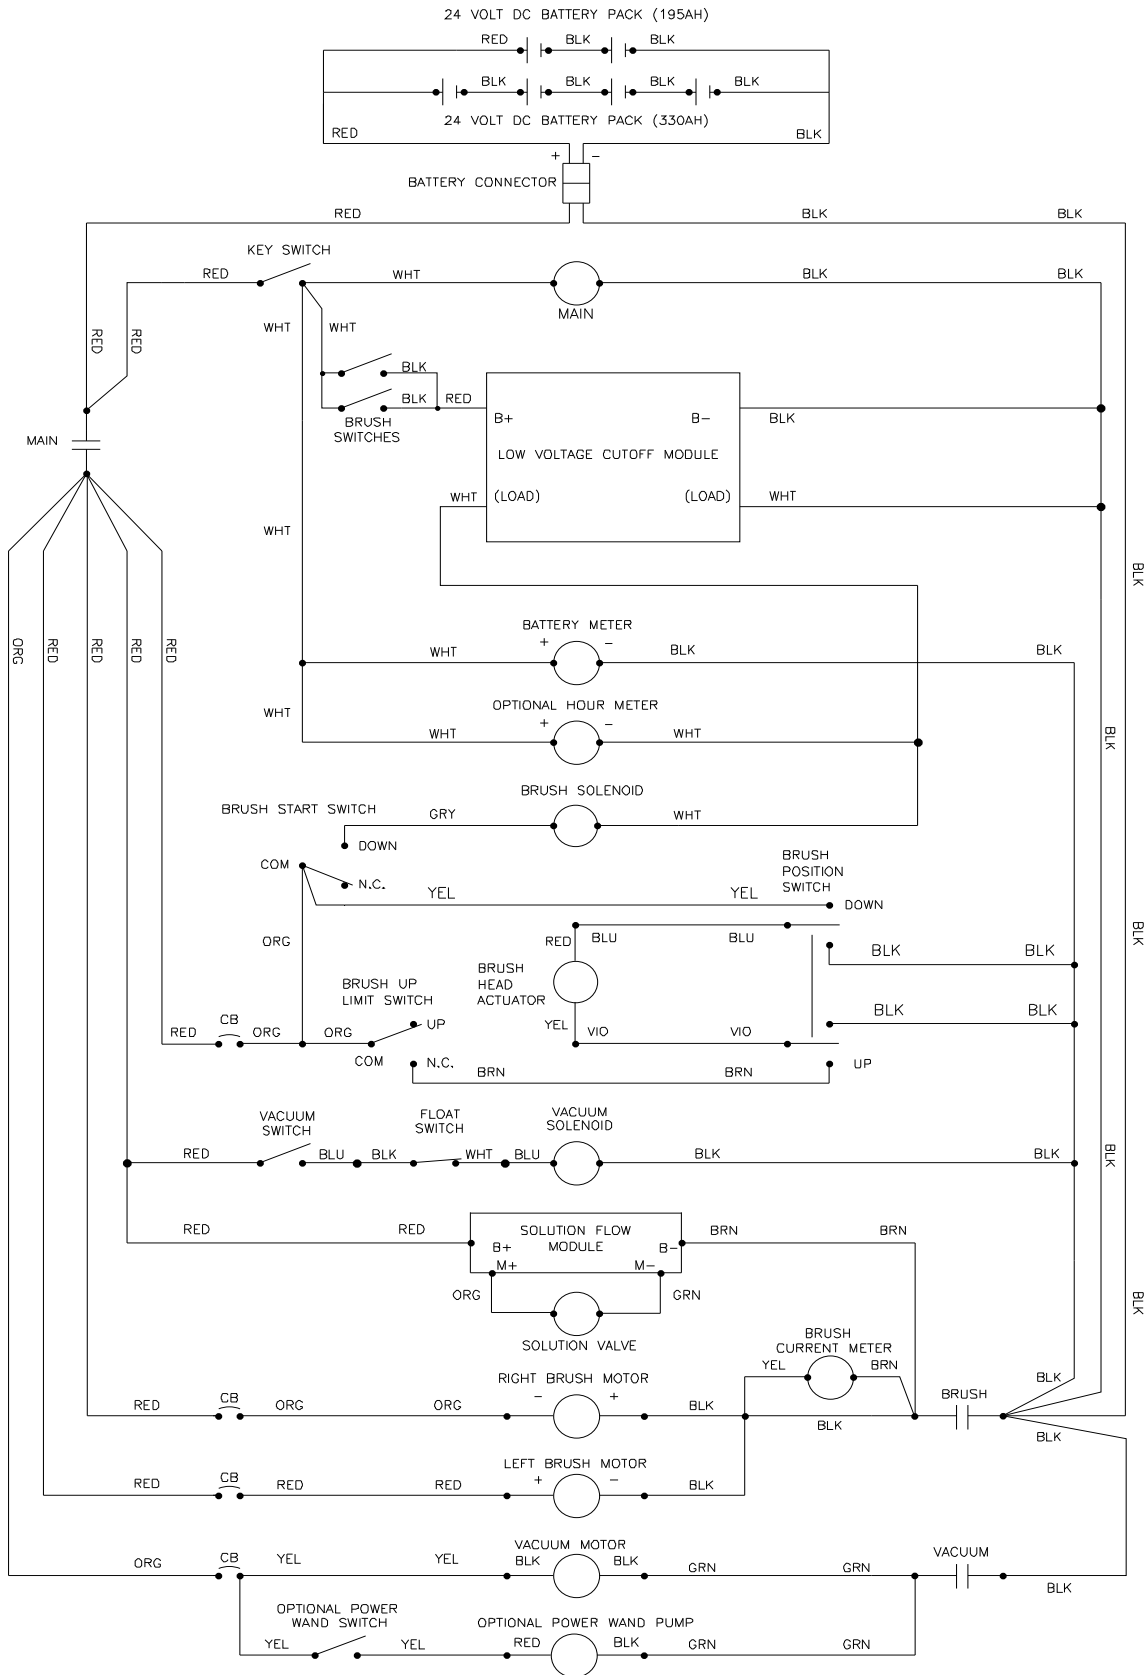 24 VOLT DC BATTERY PACK (195AH)
RED BLK BLK
BLK BLK BLK BLK
24 VOLT DC BATTERY PACK (330AH)
RED BLK
+ −
BATTERY CONNECTOR
RED BLK BLK
KEY SWITCH
RED WHT BLK BLK
MAIN
WHT WHT
RED RED
BLK
BLK RED
B+ B− BLK
BRUSH
SWITCHES
MAIN
LOW VOLTAGE CUTOFF MODULE
WHT (LOAD) (LOAD) WHT
WHT
BLK
ORG RED RED RED RED
BATTERY METER
+ −
WHT BLK BLK
OPTIONAL HOUR METER
WHT + − WHT
WHT
BLK
BRUSH SOLENOID
BRUSH START SWITCH GRY WHT
DOWN
COM
N.C.
BRUSH
POSITION
SWITCH
YEL YEL DOWN
ORG RED BLU BLU
BLK
BLK
BRUSH
HEAD
ACTUATOR
BRUSH UP
LIMIT SWITCH
BLK
RED CB ORG ORG UP YEL VIO VIO
COM N.C. UP
BRN BRN
VACUUM
SWITCH
FLOAT
SWITCH
VACUUM
SOLENOID
RED BLU BLK WHT BLU BLK BLK
BLK
RED RED SOLUTION FLOW
MODULE
BRN BRN
B+ B−
M+ M−
ORG GRN
BLK
SOLUTION VALVE
BRUSH
CURRENT METER
YEL BRN
RIGHT BRUSH MOTOR
− +
RED CB ORG ORG BLK BLK BRUSH BLK
BLK
LEFT BRUSH MOTOR
+ −
RED CB RED RED BLK
VACUUM MOTOR
ORG CB YEL YEL BLK BLK GRN GRN VACUUM BLK
OPTIONAL POWER
WAND SWITCH
OPTIONAL POWER WAND PUMP
YEL YEL RED BLK GRN GRN